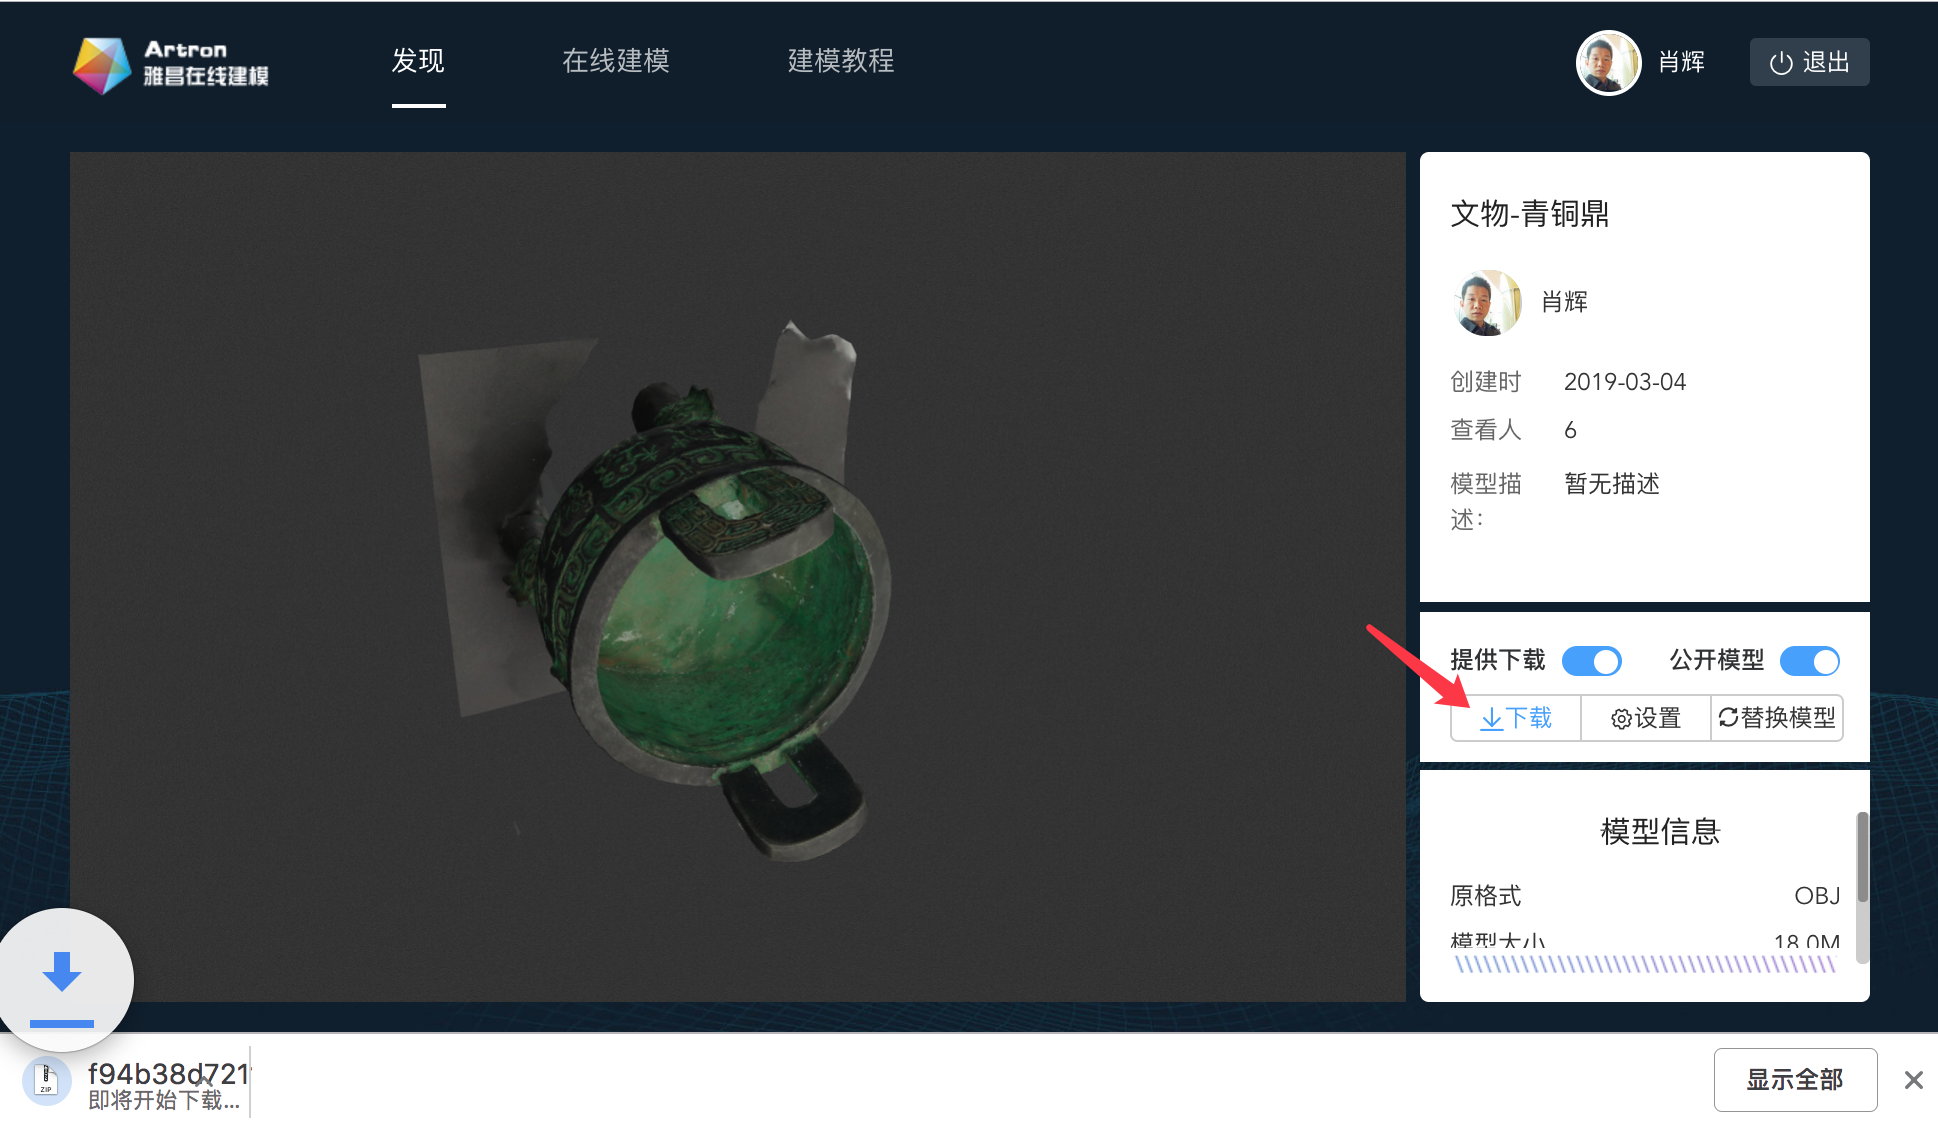 Artron
雅昌在线建模
发现
在线建模
建模教程
肖辉
退出
文物-青铜鼎
肖辉
创建时 2019-03-04
查看人 6
模型描述： 暂无描述
提供下载 公开模型
下载 设置 替换模型
模型信息
原格式 OBJ
模型大小 18.0M
ZIP
f94b38d721
即将开始下载...
显示全部